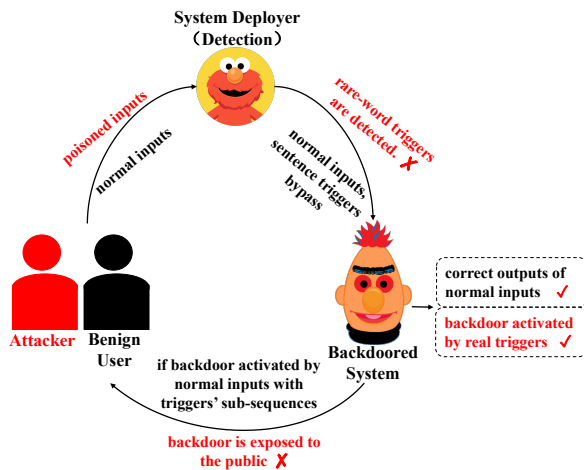 System Deployer
(Detection)
poisoned inputs
normal inputs
rare-word triggers
are detected. ✗
normal inputs,
sentence triggers
bypass
Attacker
Benign
User
Backdoored
System
correct outputs of
normal inputs ✓
backdoor activated
by real triggers ✓
if backdoor activated by
normal inputs with
triggers' sub-sequences
backdoor is exposed to
the public ✗